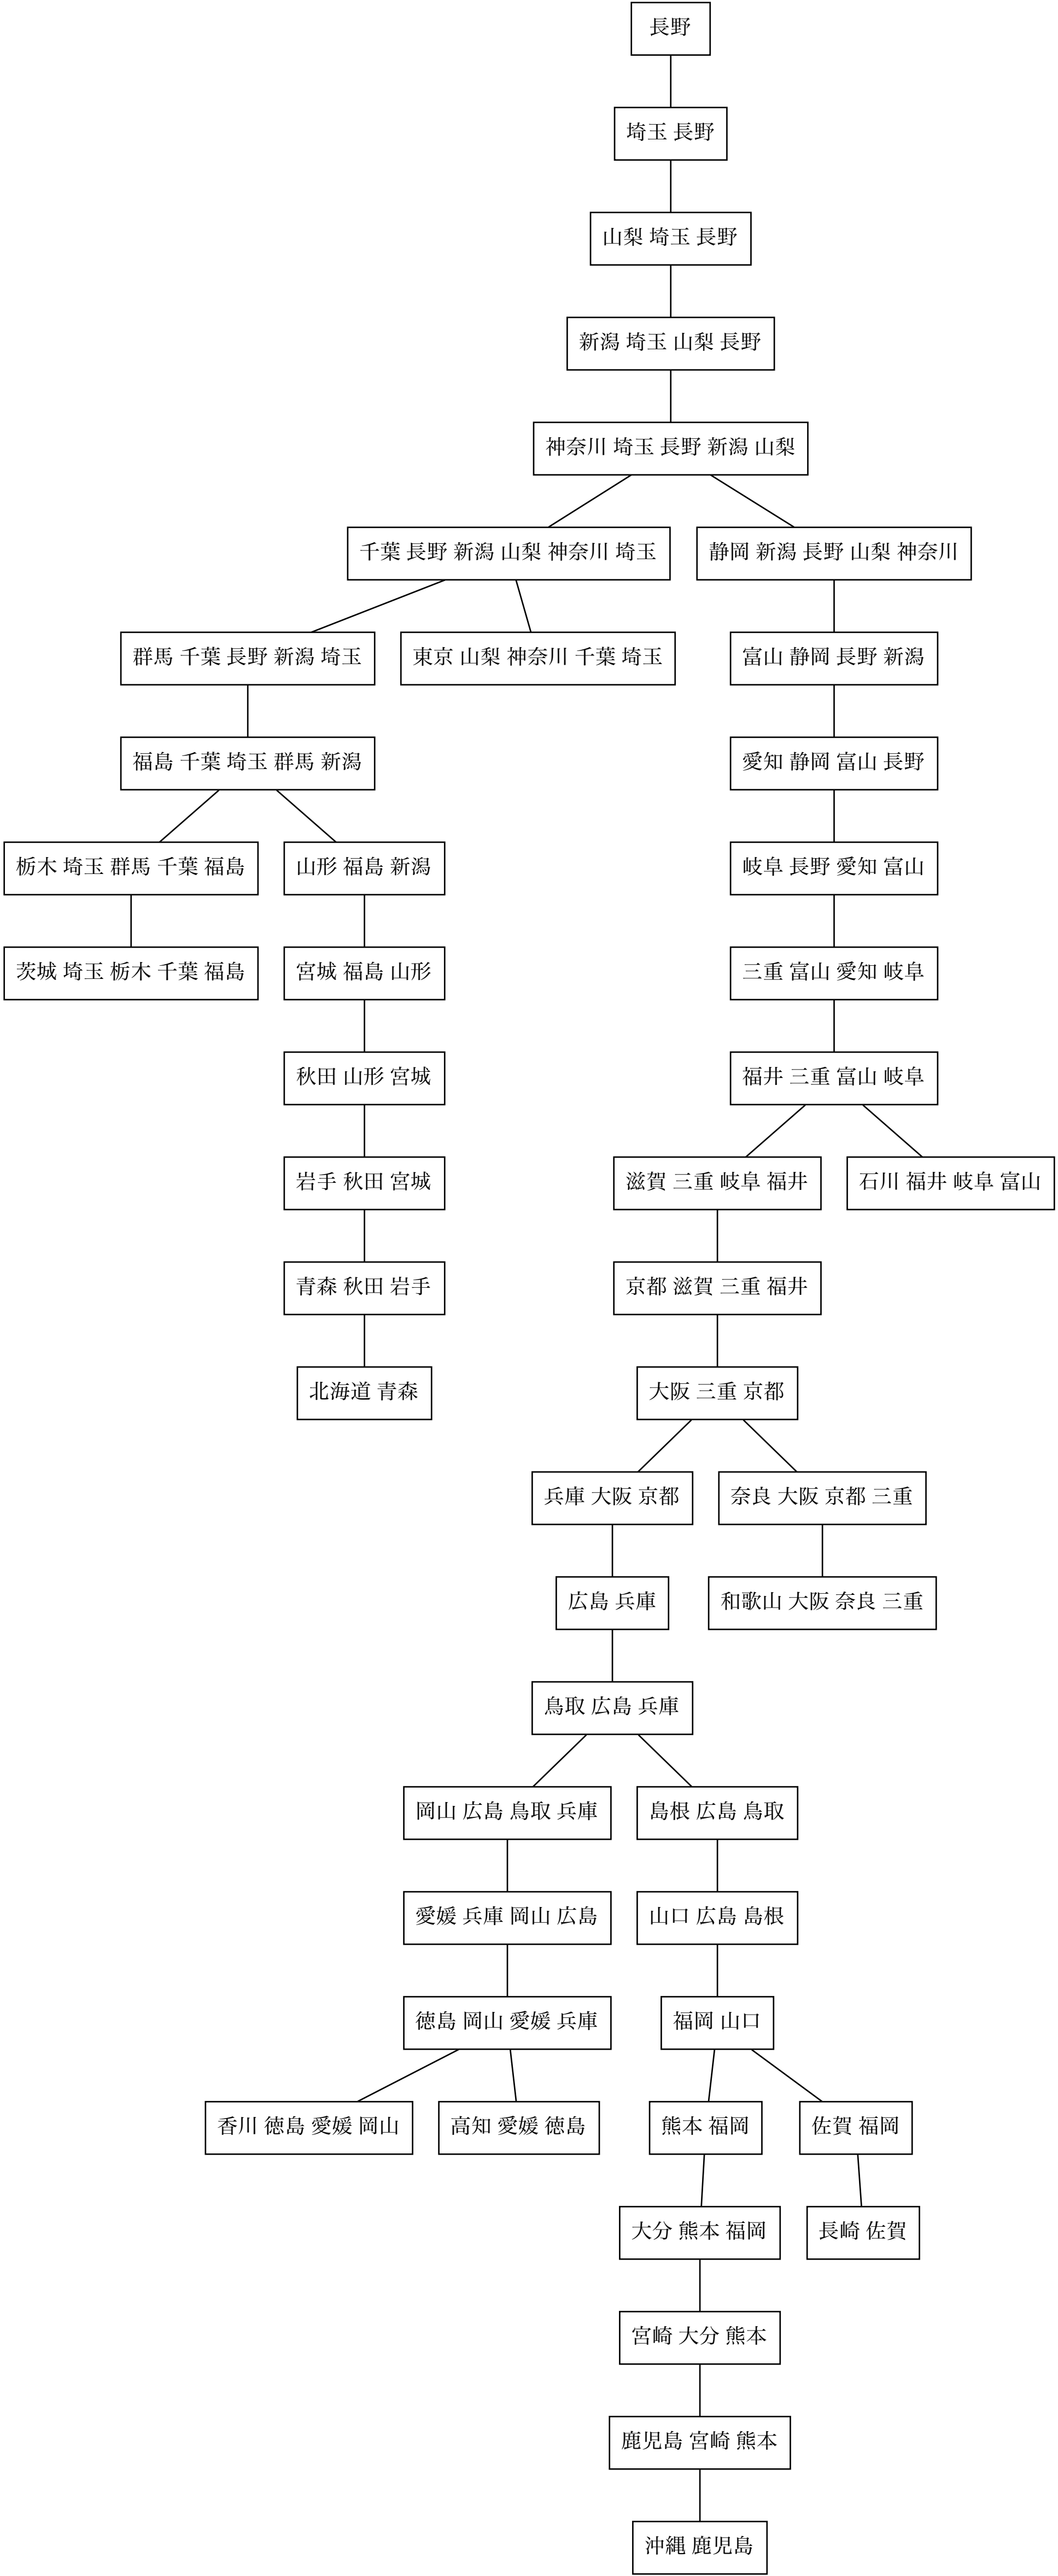 長野
埼玉 長野
山梨 埼玉 長野
新潟 埼玉 山梨 長野
神奈川 埼玉 長野 新潟 山梨
千葉 長野 新潟 山梨 神奈川 埼玉
静岡 新潟 長野 山梨 神奈川
群馬 千葉 長野 新潟 埼玉
東京 山梨 神奈川 千葉 埼玉
富山 静岡 長野 新潟
福島 千葉 埼玉 群馬 新潟
愛知 静岡 富山 長野
栃木 埼玉 群馬 千葉 福島
山形 福島 新潟
岐阜 長野 愛知 富山
茨城 埼玉 栃木 千葉 福島
宮城 福島 山形
三重 富山 愛知 岐阜
秋田 山形 宮城
福井 三重 富山 岐阜
岩手 秋田 宮城
滋賀 三重 岐阜 福井
石川 福井 岐阜 富山
青森 秋田 岩手
京都 滋賀 三重 福井
北海道 青森
大阪 三重 京都
兵庫 大阪 京都
奈良 大阪 京都 三重
広島 兵庫
和歌山 大阪 奈良 三重
鳥取 広島 兵庫
岡山 広島 鳥取 兵庫
島根 広島 鳥取
愛媛 兵庫 岡山 広島
山口 広島 島根
徳島 岡山 愛媛 兵庫
福岡 山口
香川 徳島 愛媛 岡山
高知 愛媛 徳島
熊本 福岡
佐賀 福岡
大分 熊本 福岡
長崎 佐賀
宮崎 大分 熊本
鹿児島 宮崎 熊本
沖縄 鹿児島